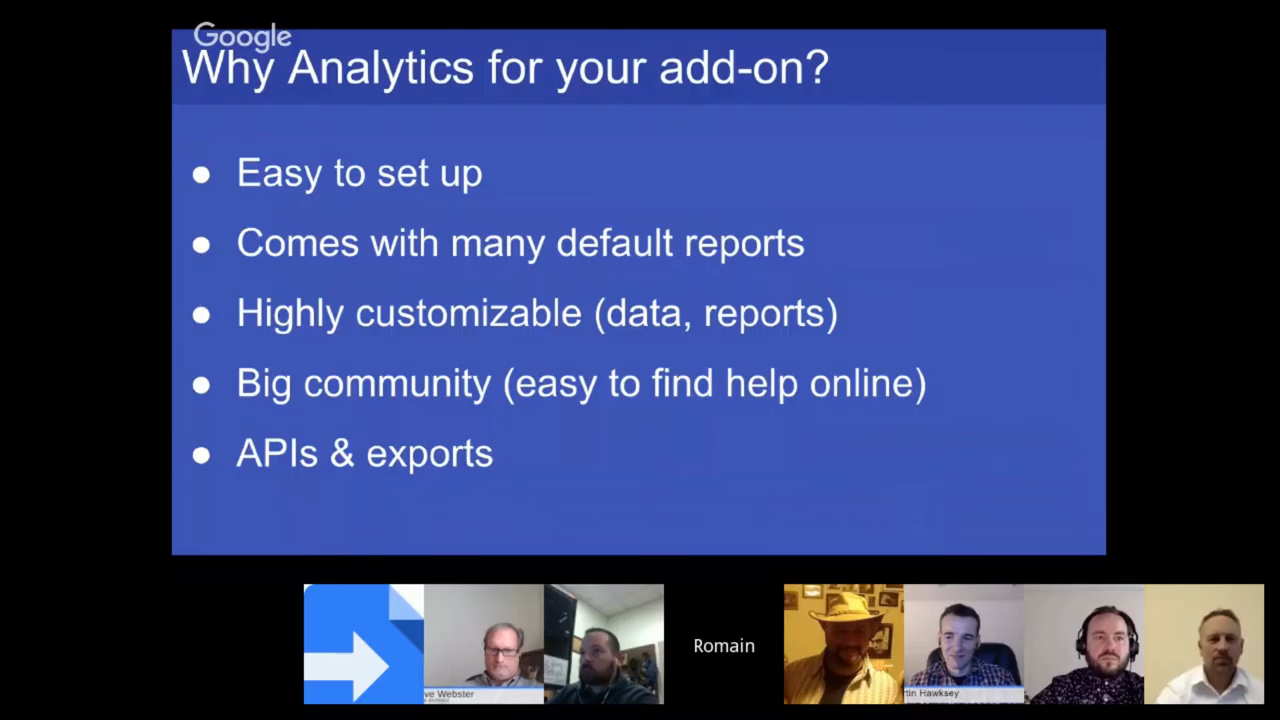 Google
Why Analytics for your add-on?
● Easy to set up
● Comes with many default reports
● Highly customizable (data, reports)
● Big community (easy to find help online)
● APIs & exports
Romain
ve Webster
tin Hawksey